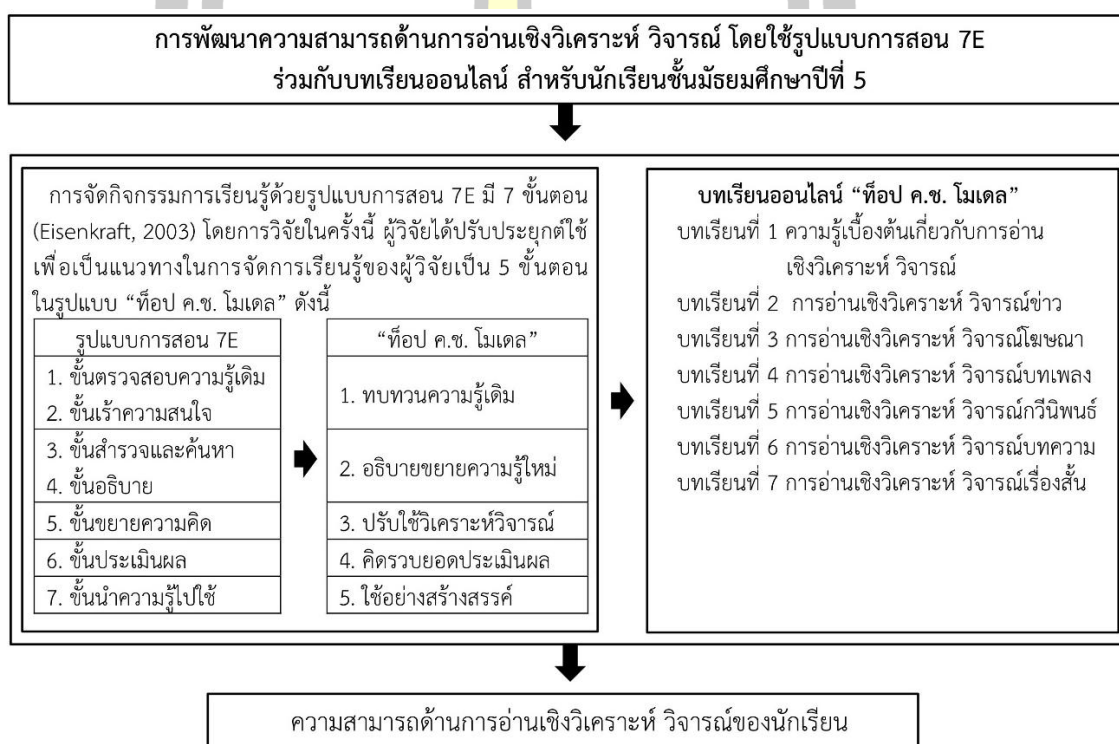 การพัฒนาความสามารถด้านการอ่านเชิงวิเคราะห์ วิจารณ์ โดยใช้รูปแบบการสอน 7E
ร่วมกับบทเรียนออนไลน์ สำหรับนักเรียนชั้นมัธยมศึกษาปีที่ 5
การจัดกิจกรรมการเรียนรู้ด้วยรูปแบบการสอน 7E มี 7 ขั้นตอน
(Eisenkraft, 2003) โดยการวิจัยในครั้งนี้ ผู้วิจัยได้ปรับประยุกต์ใช้
เพื่อเป็นแนวทางในการจัดการเรียนรู้ของผู้วิจัยเป็น 5 ขั้นตอน
ในรูปแบบ “ท็อป ค.ช. โมเดล” ดังนี้
รูปแบบการสอน 7E
1. ขั้นตรวจสอบความรู้เดิม
2. ขั้นเร้าความสนใจ
3. ขั้นสำรวจและค้นหา
4. ขั้นอธิบาย
5. ขั้นขยายความคิด
6. ขั้นประเมินผล
7. ขั้นนำความรู้ไปใช้
“ท็อป ค.ช. โมเดล”
1. ทบทวนความรู้เดิม
2. อธิบายขยายความรู้ใหม่
3. ปรับใช้วิเคราะห์วิจารณ์
4. คิดรวบยอดประเมินผล
5. ใช้อย่างสร้างสรรค์
บทเรียนออนไลน์ “ท็อป ค.ช. โมเดล”
บทเรียนที่ 1 ความรู้เบื้องต้นเกี่ยวกับการอ่าน
เชิงวิเคราะห์ วิจารณ์
บทเรียนที่ 2 การอ่านเชิงวิเคราะห์ วิจารณ์ข่าว
บทเรียนที่ 3 การอ่านเชิงวิเคราะห์ วิจารณ์โฆษณา
บทเรียนที่ 4 การอ่านเชิงวิเคราะห์ วิจารณ์บทเพลง
บทเรียนที่ 5 การอ่านเชิงวิเคราะห์ วิจารณ์กวีนิพนธ์
บทเรียนที่ 6 การอ่านเชิงวิเคราะห์ วิจารณ์บทความ
บทเรียนที่ 7 การอ่านเชิงวิเคราะห์ วิจารณ์เรื่องสั้น
ความสามารถด้านการอ่านเชิงวิเคราะห์ วิจารณ์ของนักเรียน